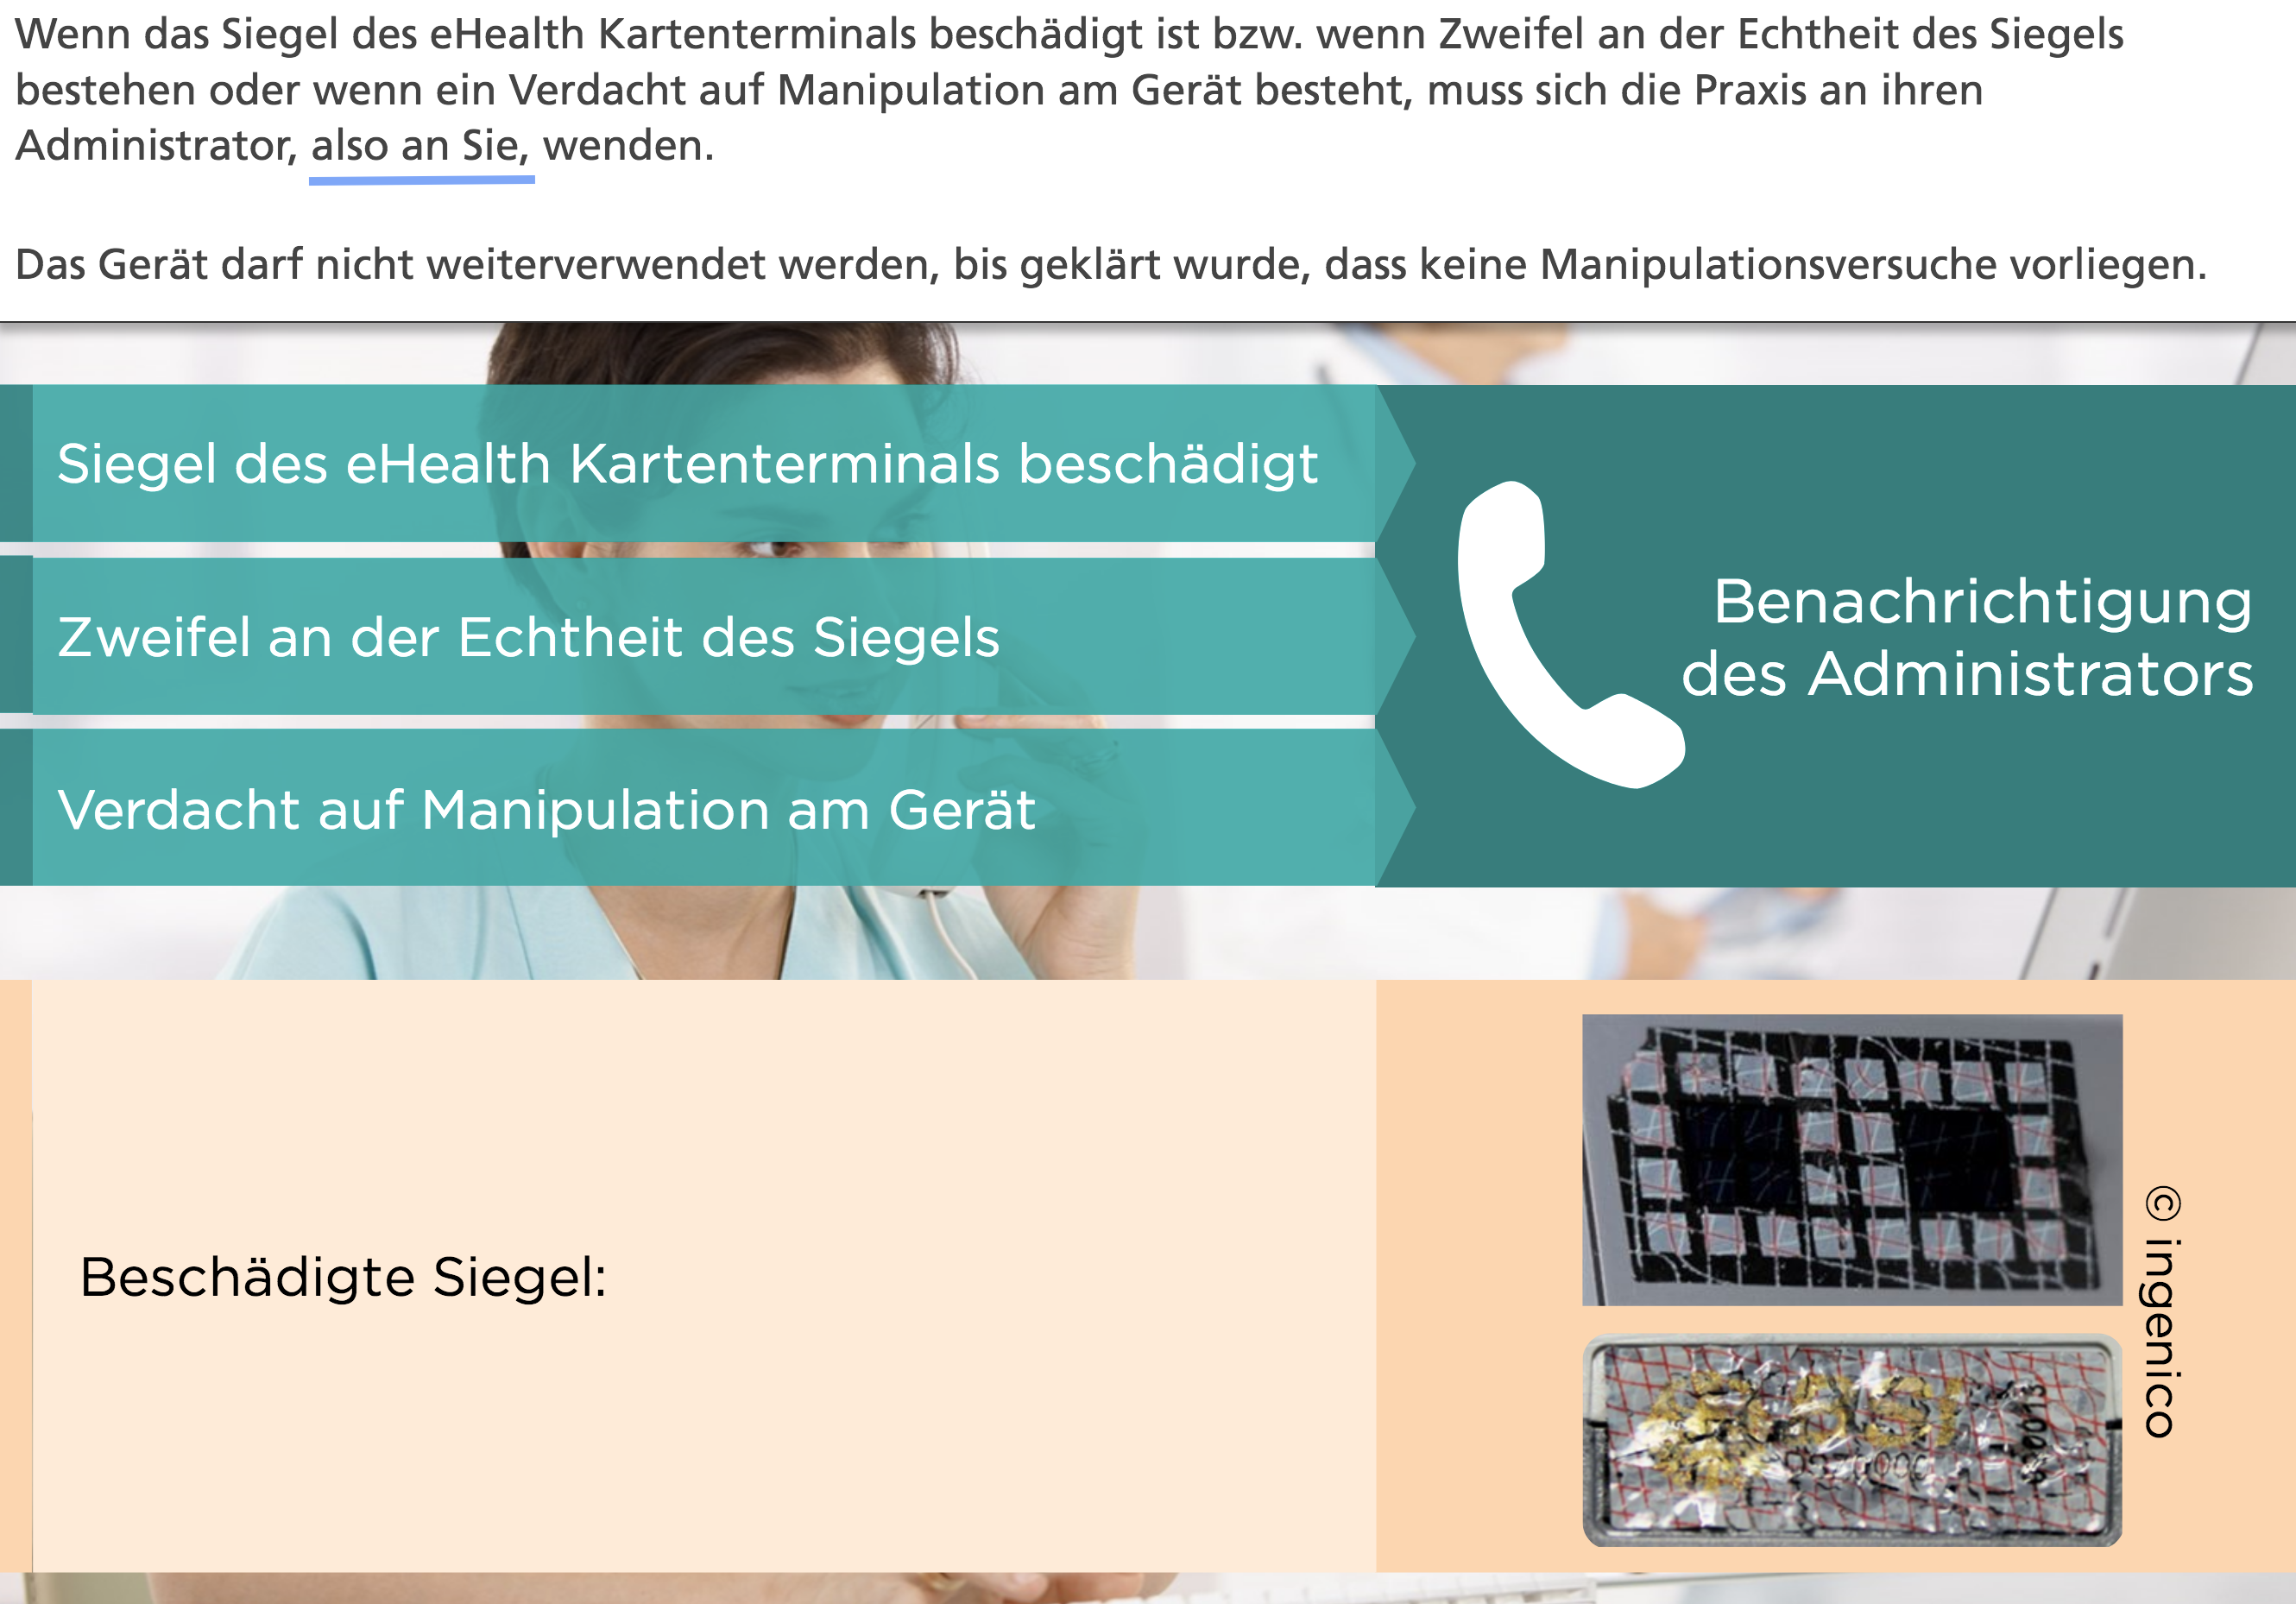 Wenn das Siegel des eHealth Kartenterminals beschädigt ist bzw. wenn Zweifel an der Echtheit des Siegels
bestehen oder wenn ein Verdacht auf Manipulation am Gerät besteht, muss sich die Praxis an ihren
Administrator, also an Sie, wenden.
Das Gerät darf nicht weiterverwendet werden, bis geklärt wurde, dass keine Manipulationsversuche vorliegen.
Siegel des eHealth Kartenterminals beschädigt
Zweifel an der Echtheit des Siegels
Verdacht auf Manipulation am Gerät
Benachrichtigung
des Administrators
Beschädigte Siegel:
© ingenico